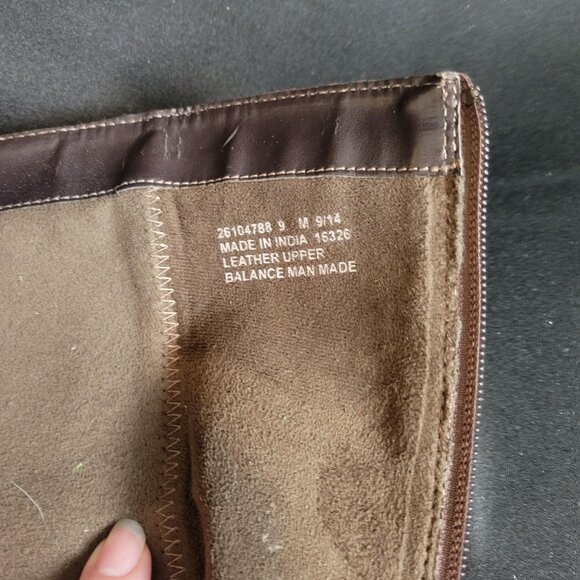 26104788 9 M 9/14
MADE IN INDIA 16326
LEATHER UPPER
BALANCE MAN MADE